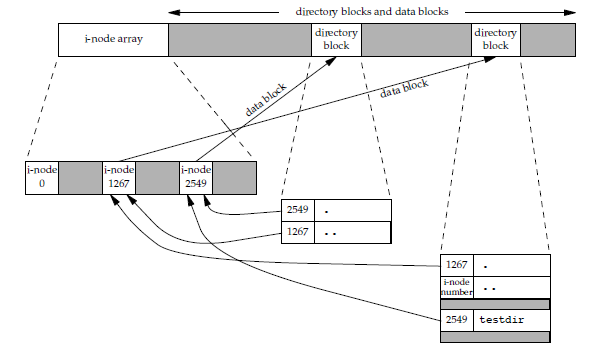 directory blocks and data blocks
i-node array
directory
block
directory
block
data block
data block
i-node
0
i-node
1267
i-node
2549
2549 .
1267 ..
1267 .
i-node
number ..
2549 testdir